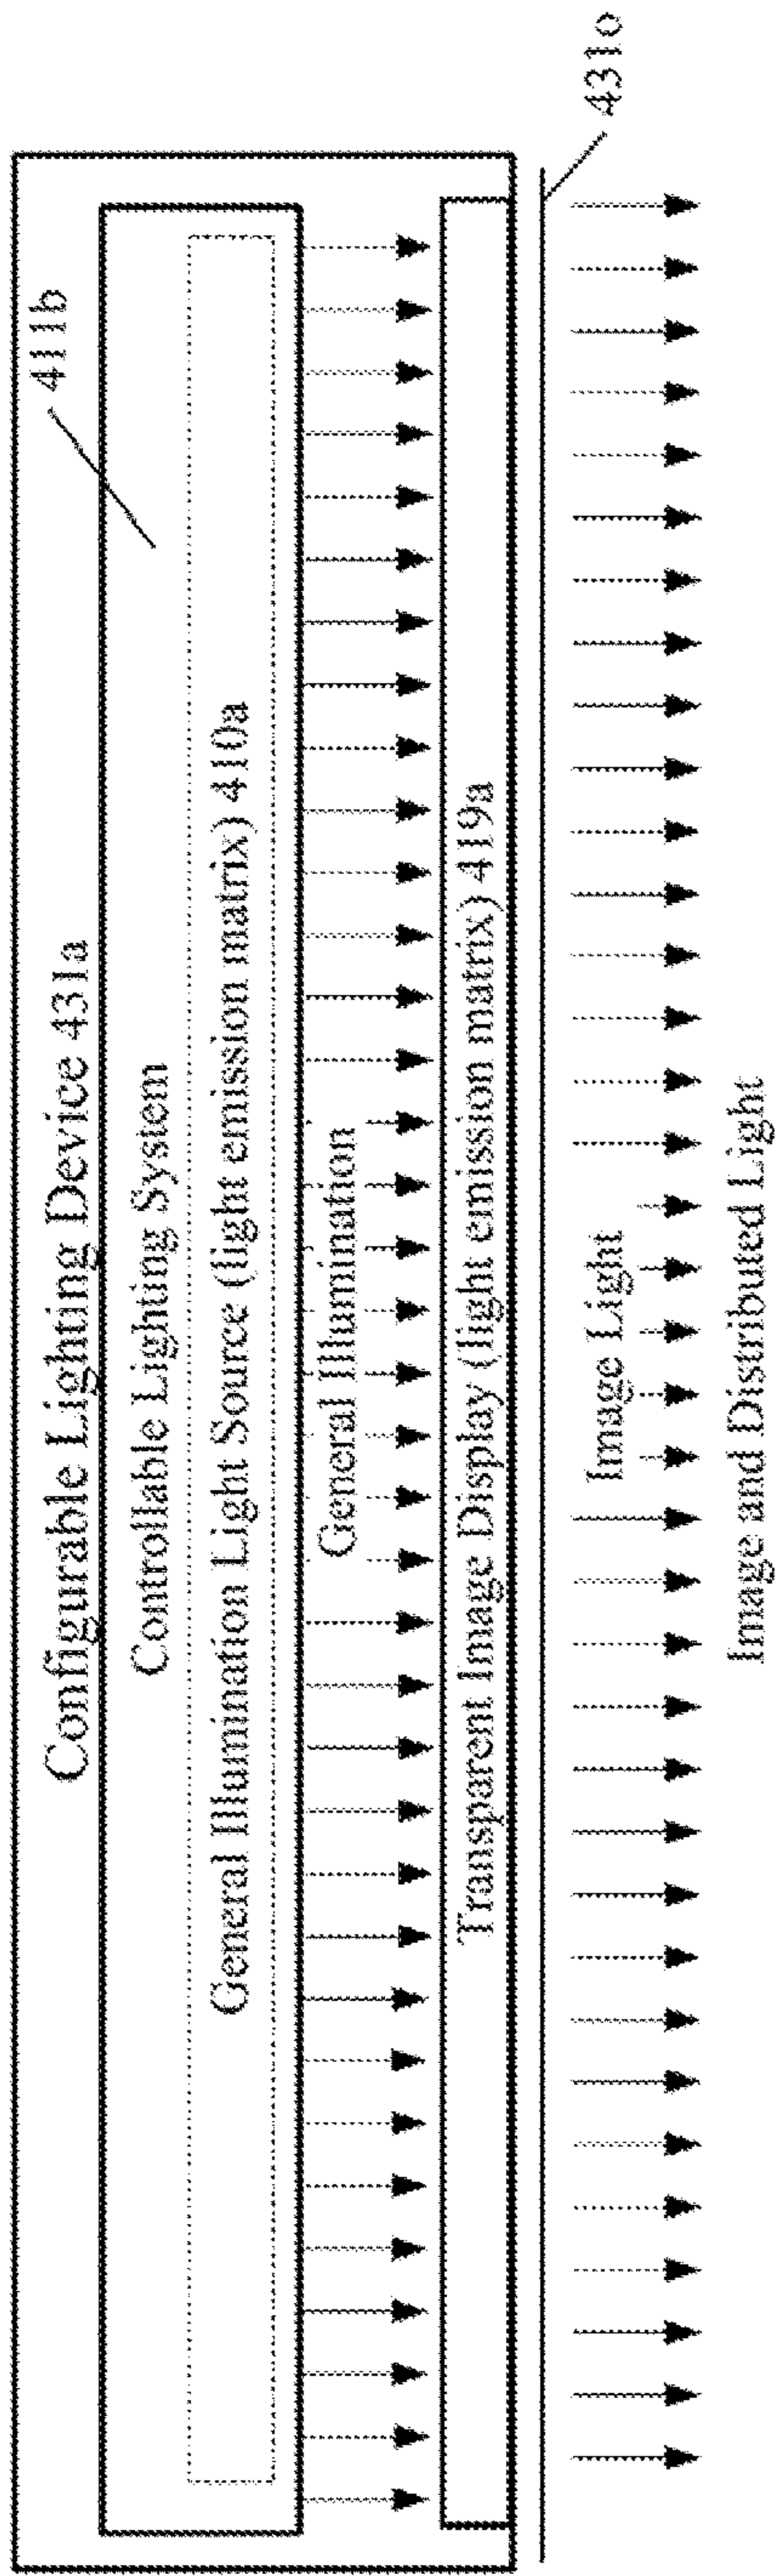 Configurable Lighting Device 431a
411b
Controllable Lighting System
General Illumination Light Source (light emission matrix) 410a
General Illumination
Transparent Image Display (light emission matrix) 419a
431o
Image Light
Image and Distributed Light